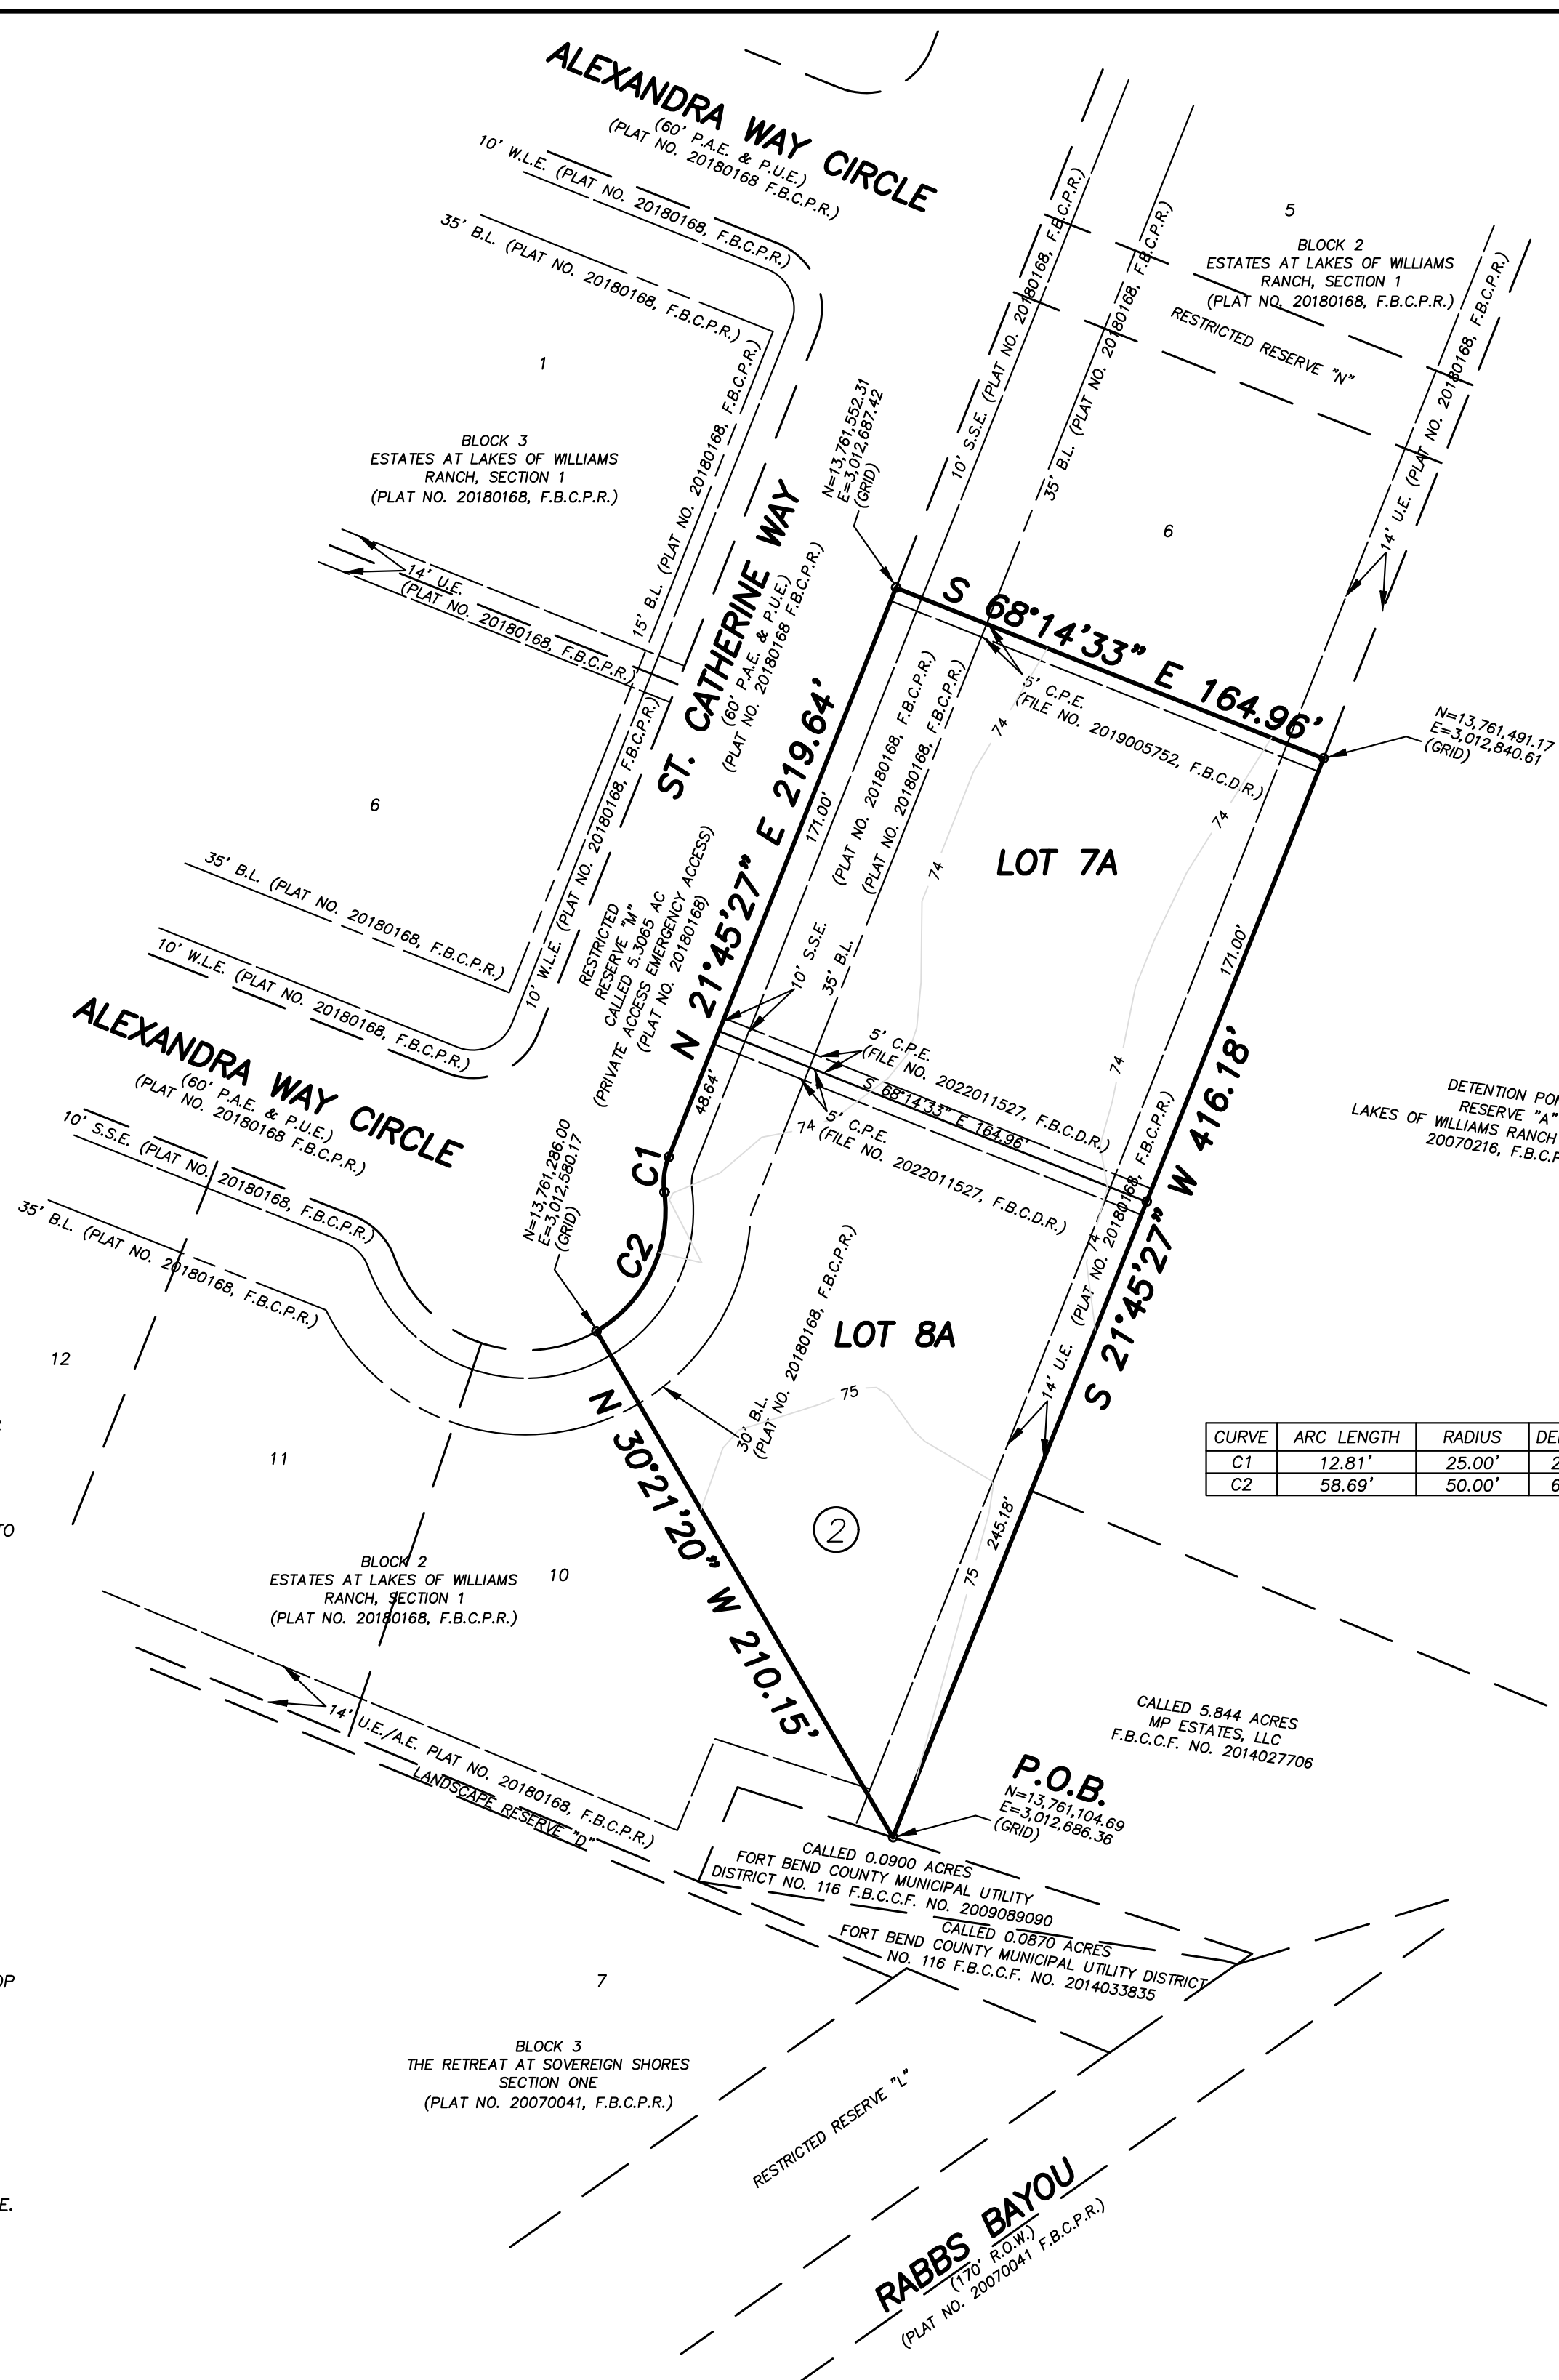 ALEXANDRA WAY CIRCLE
(60' P.A.E. & P.U.E.)
(PLAT NO. 20180168 F.B.C.P.R.)
10' W.L.E. (PLAT NO. 20180168, F.B.C.P.R.)
35' B.L. (PLAT NO. 20180168, F.B.C.P.R.)
5
BLOCK 2
ESTATES AT LAKES OF WILLIAMS
RANCH, SECTION 1
(PLAT NO. 20180168, F.B.C.P.R.)
RESTRICTED RESERVE "N"
10' S.S.E. (PLAT NO. 20180168, F.B.C.P.R.)
35' B.L. (PLAT NO. 20180168, F.B.C.P.R.)
14' U.E. (PLAT NO. 20180168, F.B.C.P.R.)
1
BLOCK 3
ESTATES AT LAKES OF WILLIAMS
RANCH, SECTION 1
(PLAT NO. 20180168, F.B.C.P.R.)
15' B.L. (PLAT NO. 20180168, F.B.C.P.R.)
N=13,761,552.31
E=3,012,687.42
(GRID)
6
14' U.E.
(PLAT NO. 20180168, F.B.C.P.R.)
ST. CATHERINE WAY
(60' P.A.E. & P.U.E.)
(PLAT NO. 20180168 F.B.C.P.R.)
S 68°14'33" E 164.96'
5' C.P.E.
(FILE NO. 2019005752, F.B.C.D.R.)
N=13,761,491.17
E=3,012,840.61
(GRID)
74
74
74
LOT 7A
N 21°45'27" E 219.64'
171.00'
(PLAT NO. 20180168, F.B.C.P.R.)
(PLAT NO. 20180168, F.B.C.P.R.)
10' S.S.E.
35' B.L.
171.00'
6
35' B.L. (PLAT NO. 20180168, F.B.C.P.R.)
10' W.L.E. (PLAT NO. 20180168, F.B.C.P.R.)
10' W.L.E. (PLAT NO. 20180168, F.B.C.P.R.)
RESTRICTED
RESERVE "M"
CALLED 5.3065 AC
(PRIVATE ACCESS EMERGENCY ACCESS)
(PLAT NO. 20180168)
ALEXANDRA WAY CIRCLE
(60' P.A.E. & P.U.E.)
(PLAT NO. 20180168 F.B.C.P.R.)
10' S.S.E. (PLAT NO. 20180168, F.B.C.P.R.)
35' B.L. (PLAT NO. 20180168, F.B.C.P.R.)
48.64'
5' C.P.E.
(FILE NO. 2022011527, F.B.C.D.R.)
S 68°14'33" E 164.96'
5' C.P.E.
(FILE NO. 2022011527, F.B.C.D.R.)
74
74
74
S 21°45'27" W 416.18'
DETENTION PON
RESERVE "A"
LAKES OF WILLIAMS RANCH
20070216, F.B.C.P
C1
C2
N=13,761,286.00
E=3,012,580.17
(GRID)
LOT 8A
30' B.L.
(PLAT NO. 20180168, F.B.C.P.R.)
14' U.E.
(PLAT NO. 20180168, F.B.C.P.R.)
75
12
11
CURVE ARC LENGTH RADIUS DE
C1 12.81' 25.00' 2
C2 58.69' 50.00' 6
N 30°21'20" W 210.15'
2
245.18'
75
TO
BLOCK 2
ESTATES AT LAKES OF WILLIAMS
RANCH, SECTION 1
(PLAT NO. 20180168, F.B.C.P.R.)
10
14' U.E./A.E. PLAT NO. 20180168, F.B.C.P.R.)
LANDSCAPE RESERVE "D"
CALLED 5.844 ACRES
MP ESTATES, LLC
F.B.C.C.F. NO. 2014027706
P.O.B.
N=13,761,104.69
E=3,012,686.36
(GRID)
CALLED 0.0900 ACRES
FORT BEND COUNTY MUNICIPAL UTILITY
DISTRICT NO. 116 F.B.C.C.F. NO. 2009089090
CALLED 0.0870 ACRES
FORT BEND COUNTY MUNICIPAL UTILITY DISTRICT
NO. 116 F.B.C.C.F. NO. 2014033835
OP
7
BLOCK 3
THE RETREAT AT SOVEREIGN SHORES
SECTION ONE
(PLAT NO. 20070041, F.B.C.P.R.)
RESTRICTED RESERVE "L"
E.
RABBS BAYOU
(170' R.O.W.)
(PLAT NO. 20070041 F.B.C.P.R.)